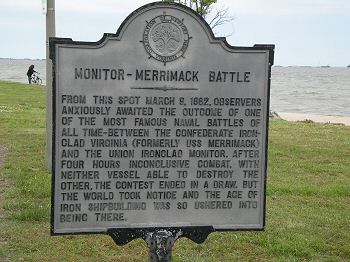 MONITOR-MERRIMACK BATTLE
FROM THIS SPOT MARCH 9, 1862, OBSERVERS
ANXIOUSLY AWAITED THE OUTCOME OF ONE
OF THE MOST FAMOUS NAVAL BATTLES OF
ALL TIME-BETWEEN THE CONFEDERATE IRON-
CLAD VIRGINIA (FORMERLY USS MERRIMACK)
AND THE UNION IRONCLAD MONITOR. AFTER
FOUR HOURS INCONCLUSIVE COMBAT, WITH
NEITHER VESSEL ABLE TO DESTROY THE
OTHER, THE CONTEST ENDED IN A DRAW. BUT
THE WORLD TOOK NOTICE AND THE AGE OF
IRON SHIPBUILDING WAS SO USHERED INTO
BEING THERE.